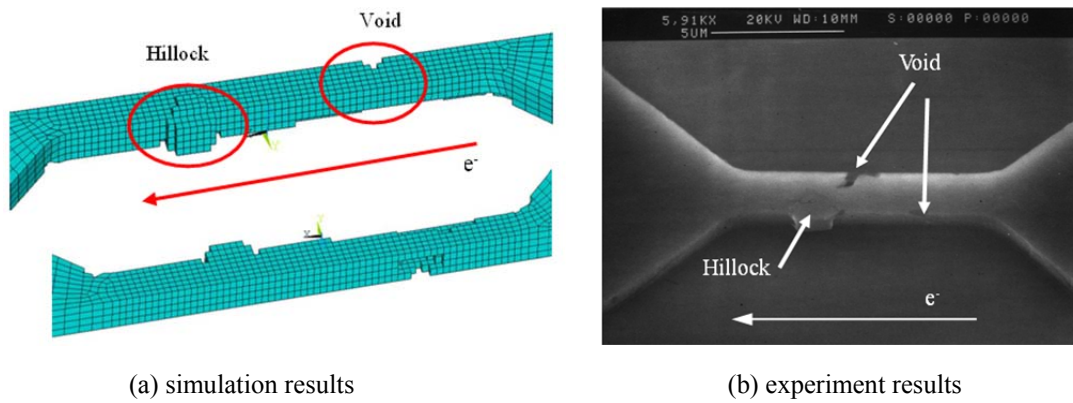 Hillock
Void
e-
Y
X
Y
5,91KX 20KV WD:10MM S:00000 P:00000
5UM
Void
Hillock
e-
(a) simulation results
(b) experiment results